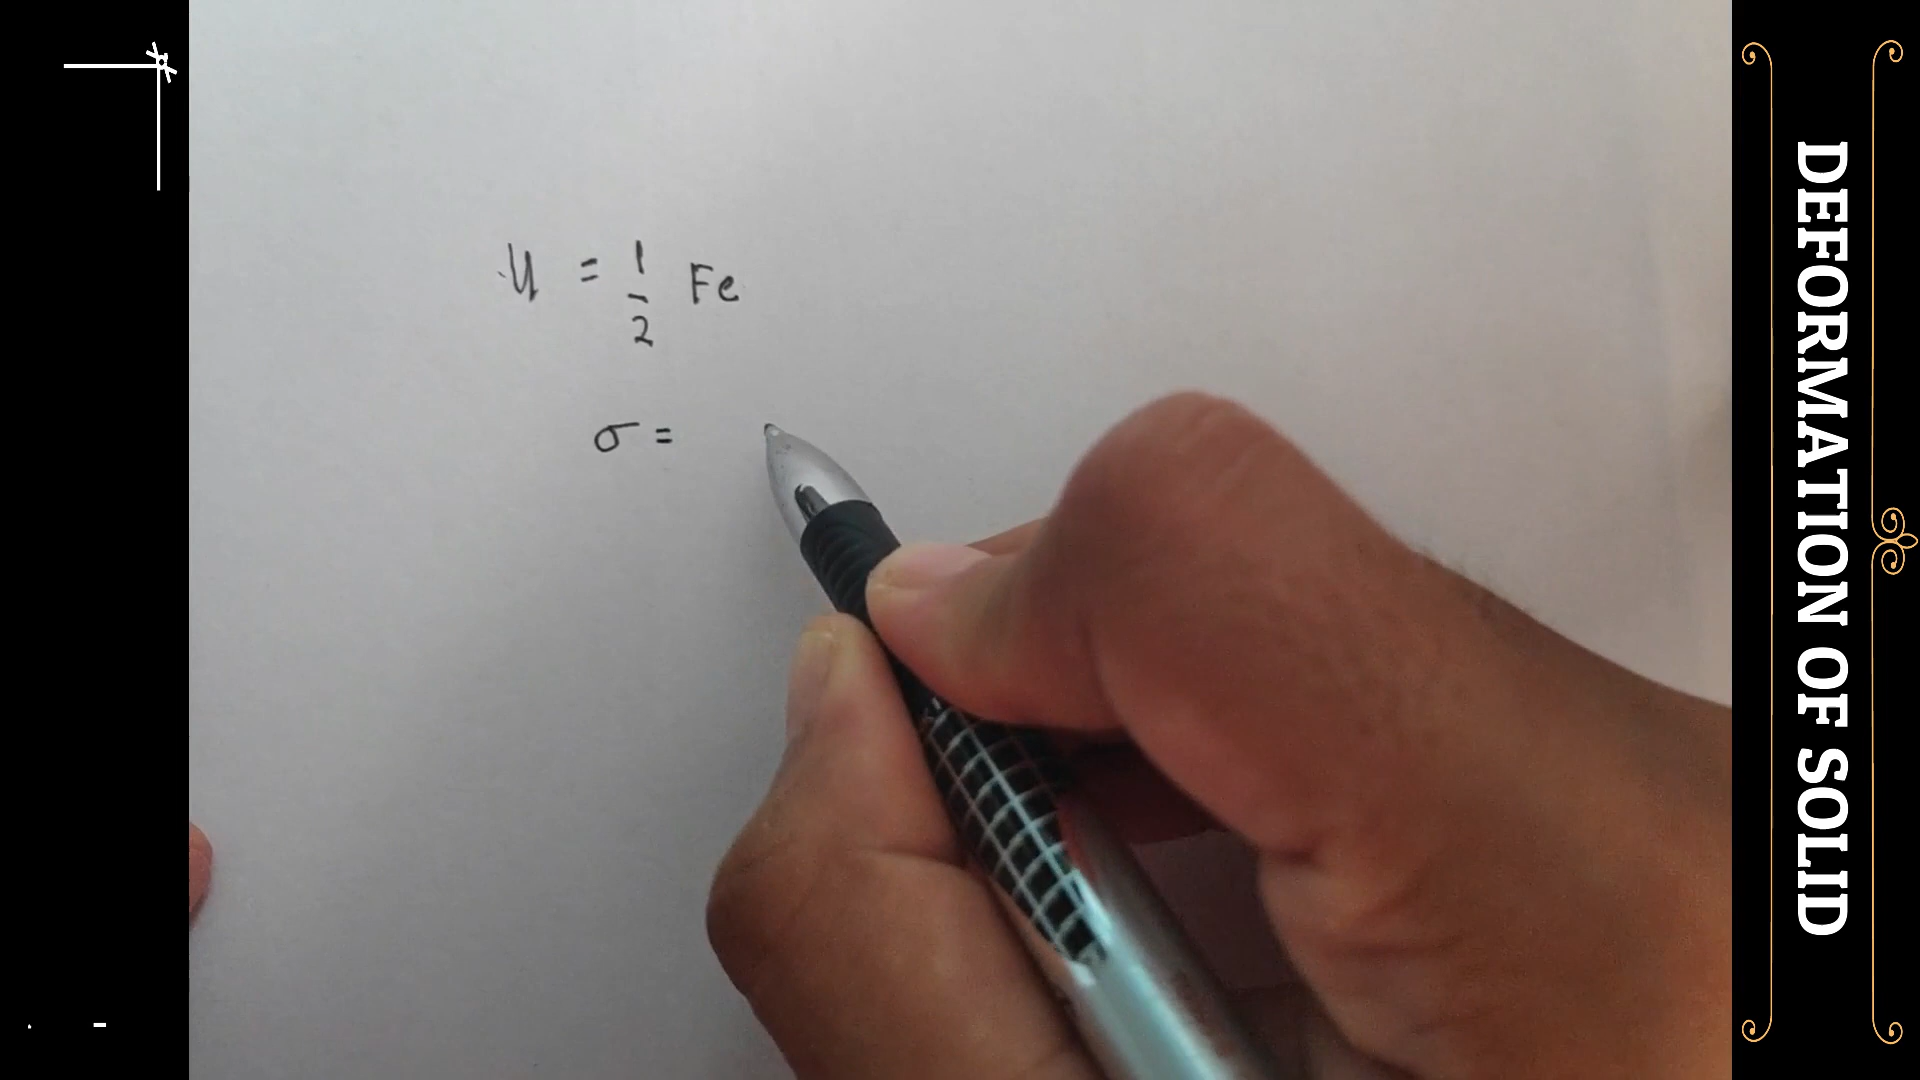 U = 1/2 Fe
σ =
DEFORMATION OF SOLID